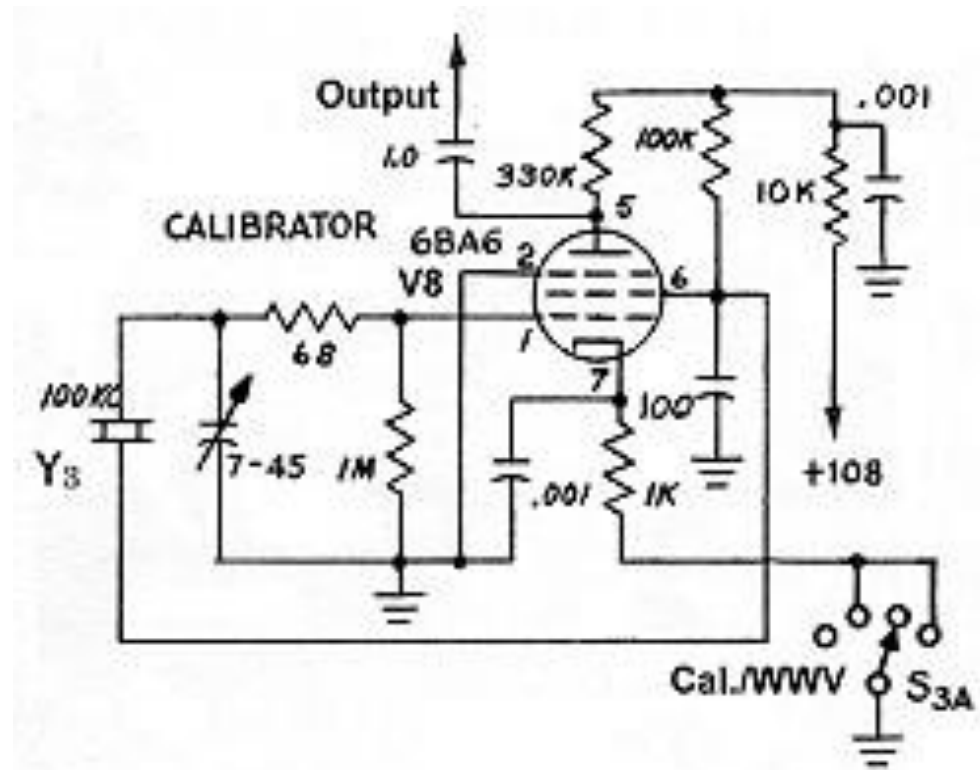 Output
.001
1.0
330K
100K
10K
5
CALIBRATOR
6BA6
2
V8
6
1
68
7
100KC
100
Y3
7-45
1M
.001
1K
+108
Cal./WWV
S3A